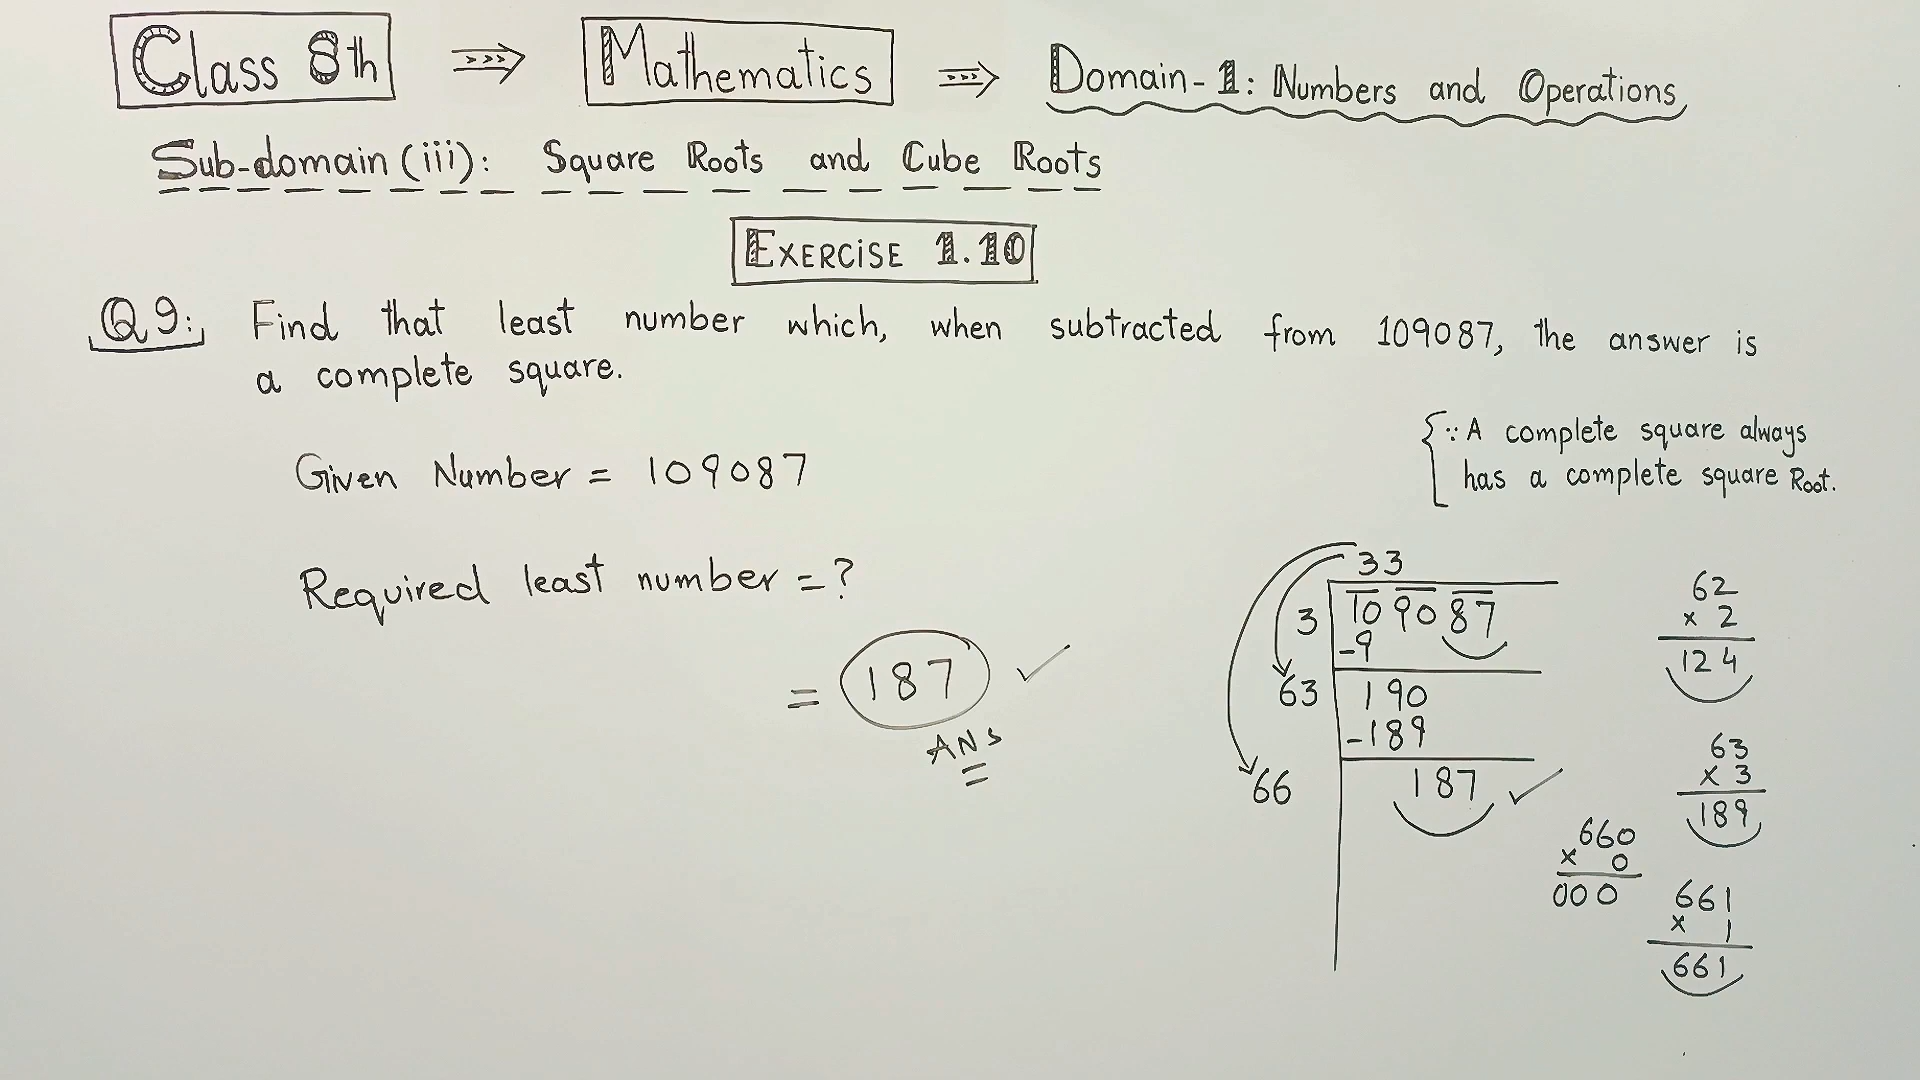 Class 8th ⇒ Mathematics ⇒ Domain-1: Numbers and Operations
Sub-domain (iii): Square Roots and Cube Roots
EXERCISE 1.10
Q9: Find that least number which, when subtracted from 109087, the answer is
a complete square.
{∵ A complete square always
has a complete square Root.
Given Number = 109087
Required least number = ?
= 187 ✓
ANS
33
3 10 90 87
-9
63 190
-189
66 187 ✓
62
× 2
124
63
× 3
189
660
× 0
000
661
× 1
661